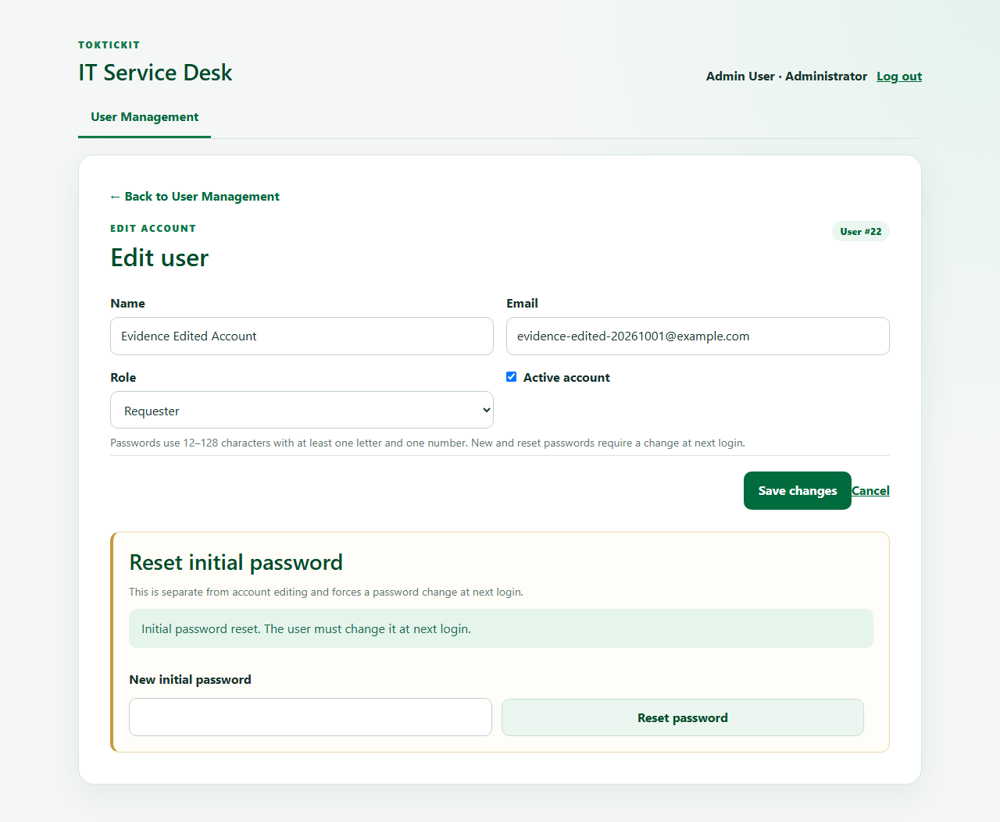 TOKTICKIT
IT Service Desk
Admin User · Administrator Log out
User Management
← Back to User Management
EDIT ACCOUNT
User #22
Edit user
Name
Email
Evidence Edited Account
evidence-edited-20261001@example.com
Role
Active account
Requester
Passwords use 12–128 characters with at least one letter and one number. New and reset passwords require a change at next login.
Save changes
Cancel
Reset initial password
This is separate from account editing and forces a password change at next login.
Initial password reset. The user must change it at next login.
New initial password
Reset password